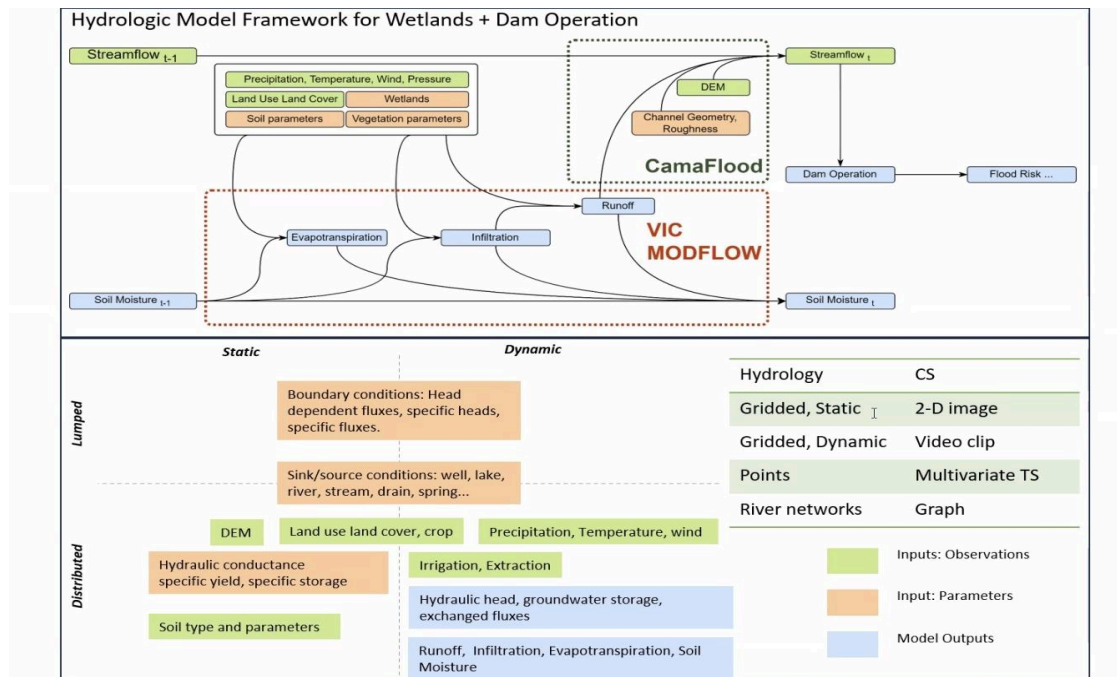 Hydrologic Model Framework for Wetlands + Dam Operation
Streamflow t-1
Streamflow t
Precipitation, Temperature, Wind, Pressure
Land Use Land Cover
Wetlands
Soil parameters
Vegetation parameters
DEM
Channel Geometry,
Roughness
CamaFlood
Dam Operation
Flood Risk ...
Runoff
VIC
MODFLOW
Evapotranspiration
Infiltration
Soil Moisture t-1
Soil Moisture t
Static
Dynamic
Lumped
Boundary conditions: Head
dependent fluxes, specific heads,
specific fluxes.
Sink/source conditions: well, lake,
river, stream, drain, spring...
Distributed
DEM
Land use land cover, crop
Precipitation, Temperature, wind
Hydraulic conductance
specific yield, specific storage
Irrigation, Extraction
Hydraulic head, groundwater storage,
exchanged fluxes
Soil type and parameters
Runoff, Infiltration, Evapotranspiration, Soil
Moisture
Hydrology CS
Gridded, Static 2-D image
Gridded, Dynamic Video clip
Points Multivariate TS
River networks Graph
Inputs: Observations
Input: Parameters
Model Outputs